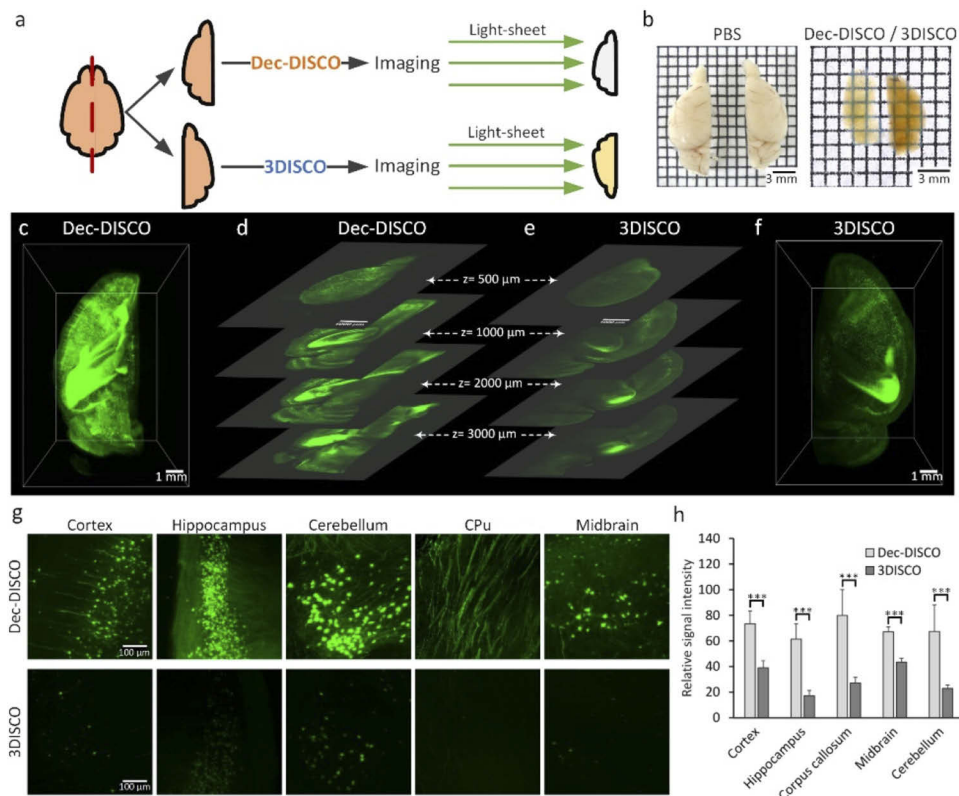 a
Dec-DISCO
Imaging
Light-sheet
3DISCO
Imaging
Light-sheet
b
PBS
Dec-DISCO / 3DISCO
3 mm
3 mm
c
Dec-DISCO
1 mm
d
Dec-DISCO
e
3DISCO
z= 500 µm
z= 1000 µm
z= 2000 µm
z= 3000 µm
f
3DISCO
1 mm
g
Cortex
Hippocampus
Cerebellum
CPu
Midbrain
Dec-DISCO
100 µm
3DISCO
100 µm
h
Relative signal intensity
140
120
100
80
60
40
20
0
Dec-DISCO
3DISCO
***
***
***
***
***
Cortex
Hippocampus
Corpus callosum
Midbrain
Cerebellum